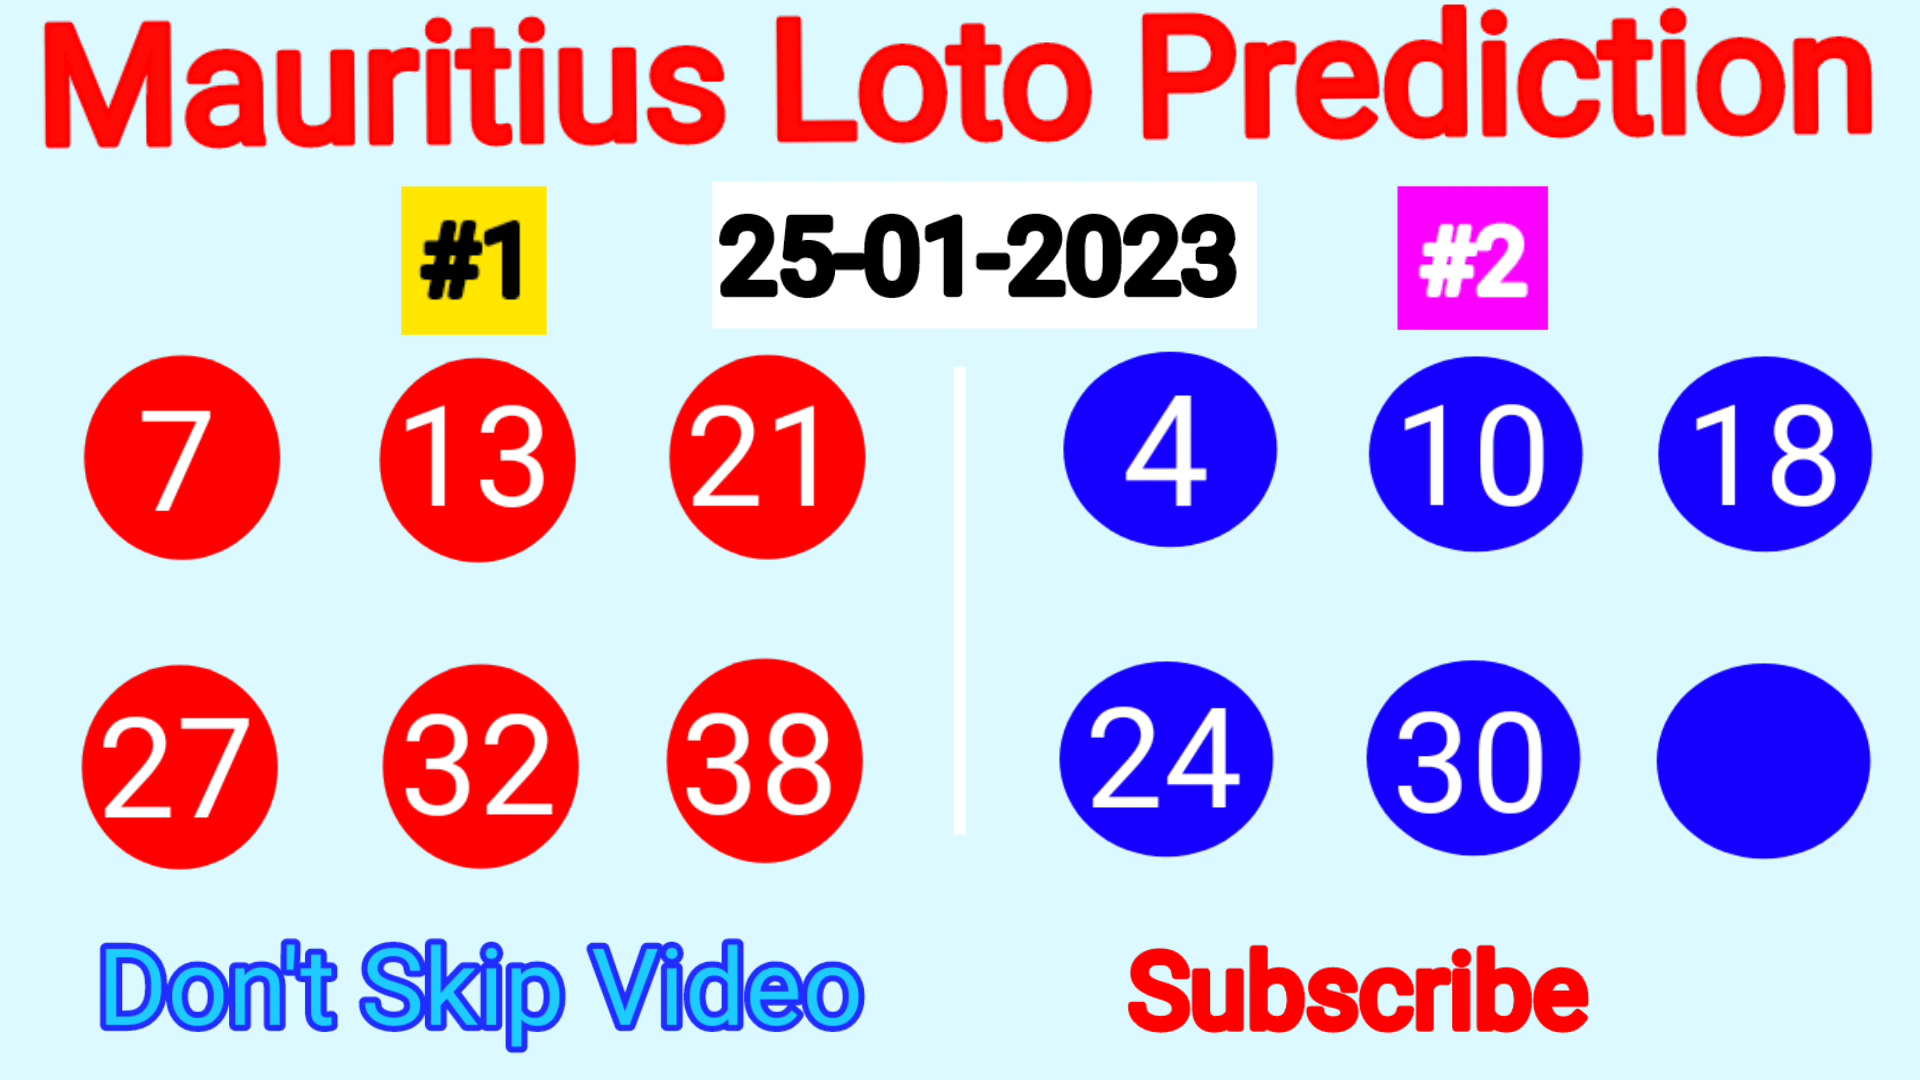 Mauritius Loto Prediction
#1 25-01-2023 #2
7 13 21 4 10 18
27 32 38 24 30
Don't Skip Video Subscribe